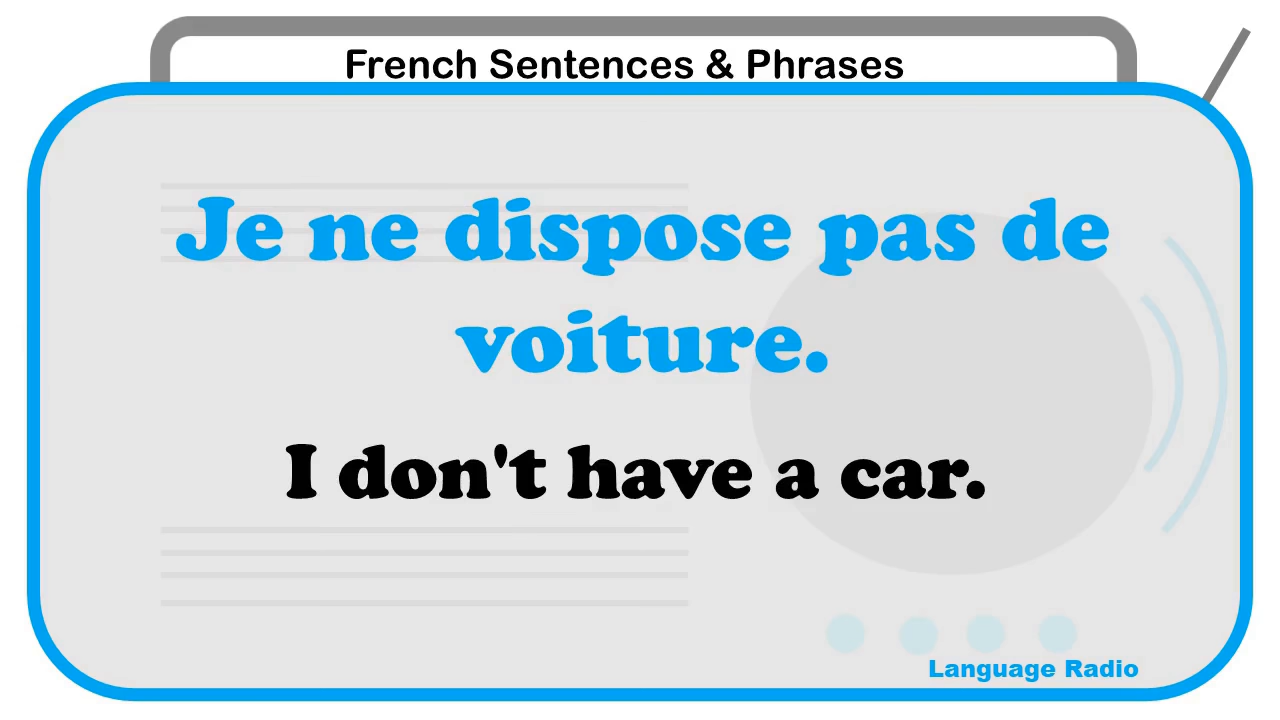 French Sentences & Phrases
Je ne dispose pas de
voiture.
I don't have a car.
Language Radio